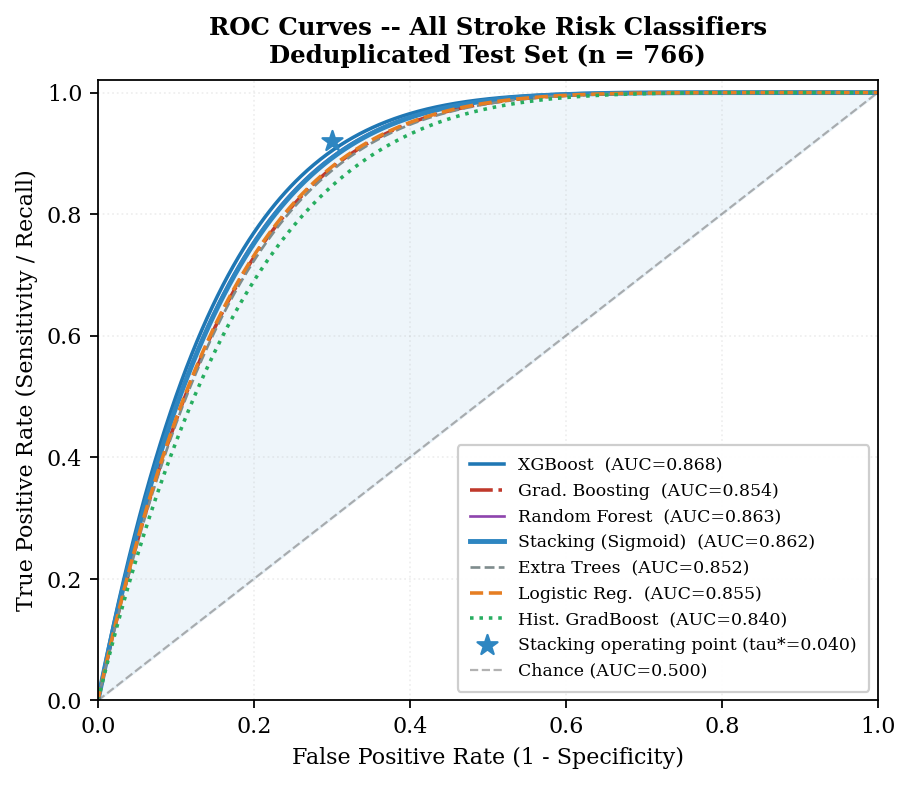 ROC Curves -- All Stroke Risk Classifiers
Deduplicated Test Set (n = 766)
True Positive Rate (Sensitivity / Recall)
1.0
0.8
0.6
0.4
0.2
0.0
XGBoost (AUC=0.868)
Grad. Boosting (AUC=0.854)
Random Forest (AUC=0.863)
Stacking (Sigmoid) (AUC=0.862)
Extra Trees (AUC=0.852)
Logistic Reg. (AUC=0.855)
Hist. GradBoost (AUC=0.840)
Stacking operating point (tau*=0.040)
Chance (AUC=0.500)
0.0 0.2 0.4 0.6 0.8 1.0
False Positive Rate (1 - Specificity)